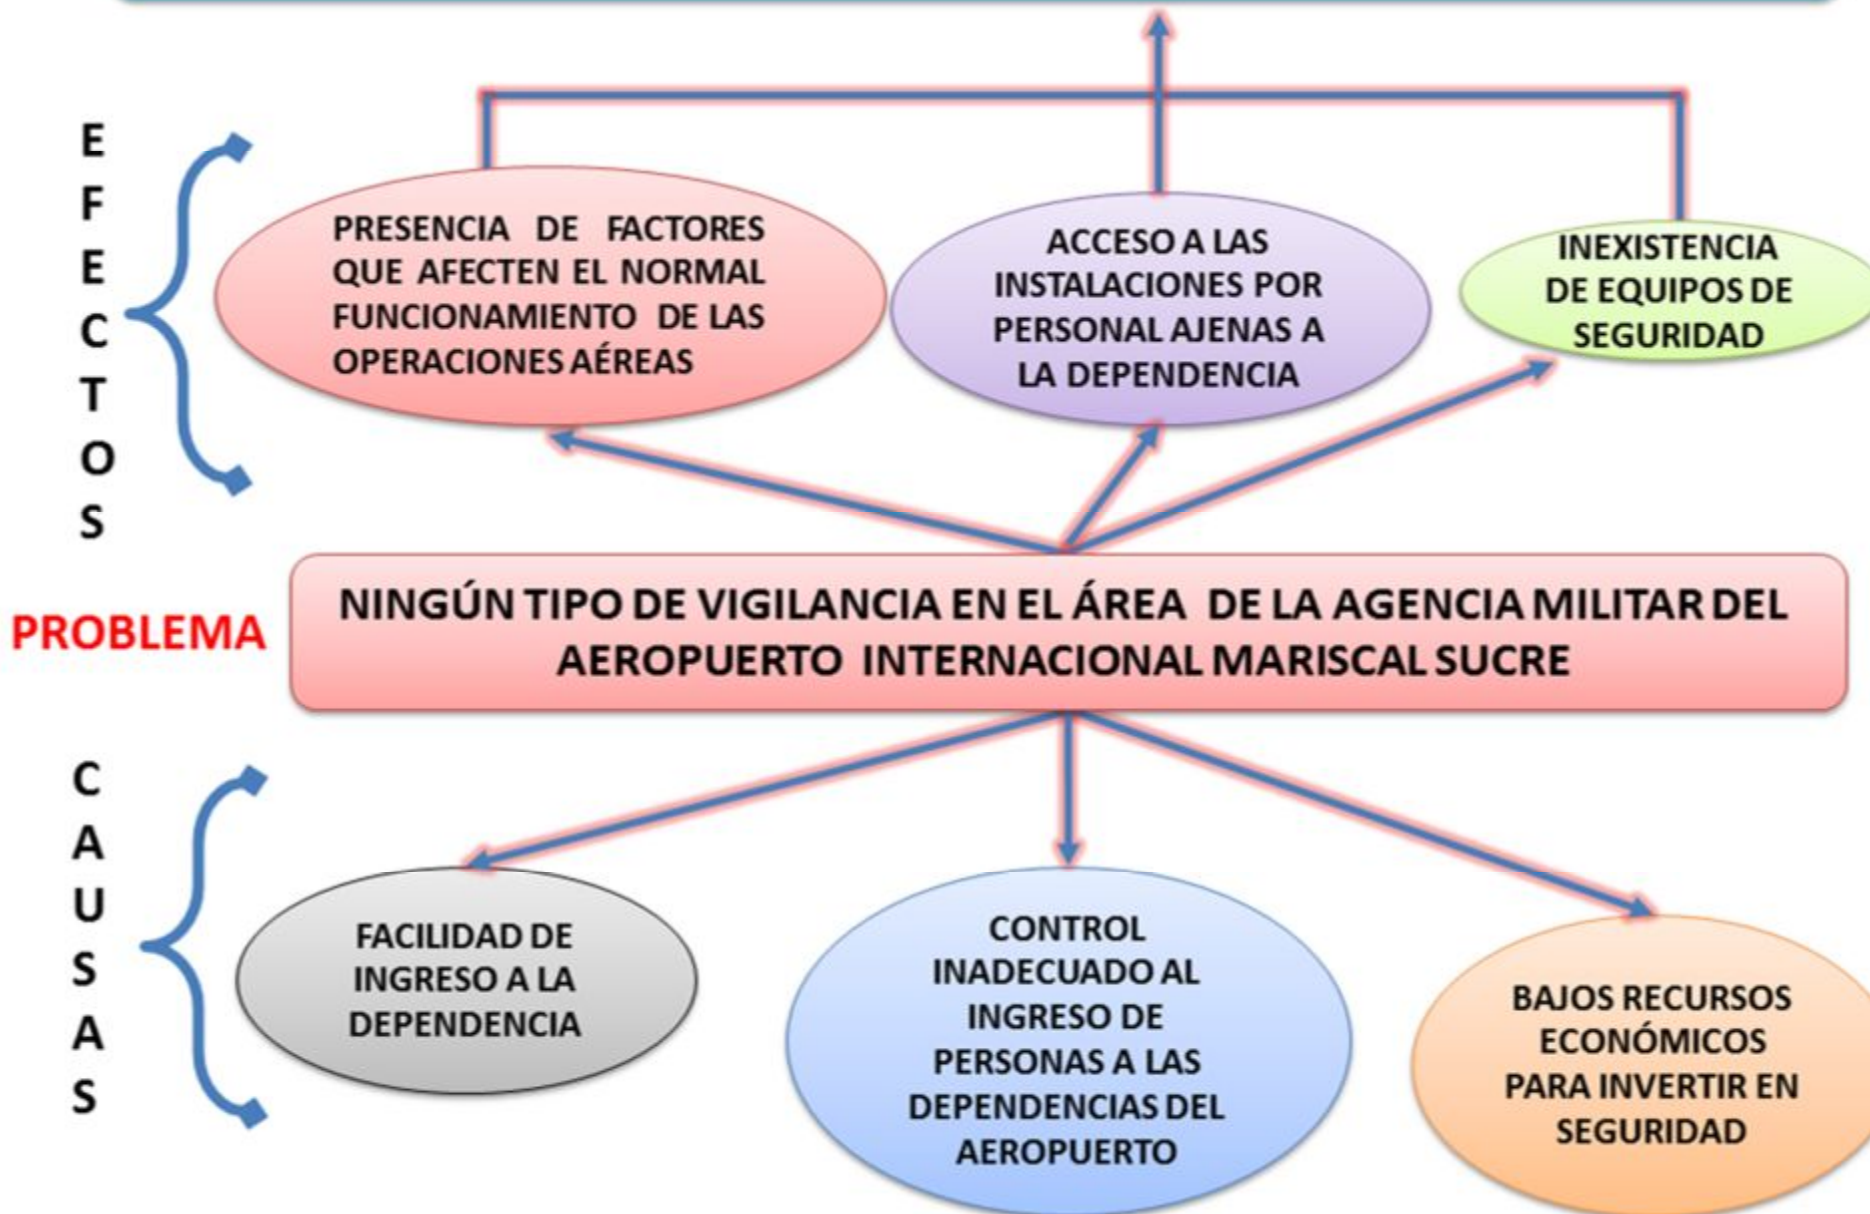 EFECTOS
PRESENCIA DE FACTORES
QUE AFECTEN EL NORMAL
FUNCIONAMIENTO DE LAS
OPERACIONES AÉREAS
ACCESO A LAS
INSTALACIONES POR
PERSONAL AJENAS A
LA DEPENDENCIA
INEXISTENCIA
DE EQUIPOS DE
SEGURIDAD
PROBLEMA
NINGÚN TIPO DE VIGILANCIA EN EL ÁREA DE LA AGENCIA MILITAR DEL
AEROPUERTO INTERNACIONAL MARISCAL SUCRE
CAUSAS
FACILIDAD DE
INGRESO A LA
DEPENDENCIA
CONTROL
INADECUADO AL
INGRESO DE
PERSONAS A LAS
DEPENDENCIAS DEL
AEROPUERTO
BAJOS RECURSOS
ECONÓMICOS
PARA INVERTIR EN
SEGURIDAD